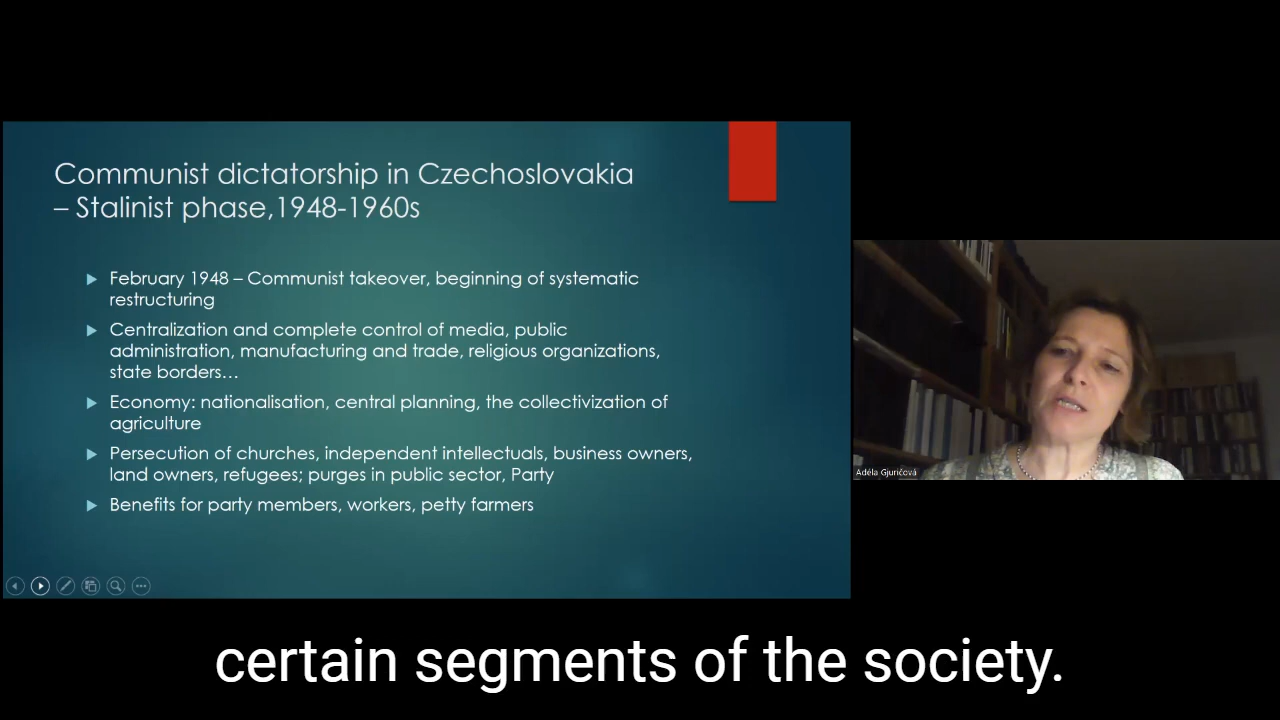 Communist dictatorship in Czechoslovakia
– Stalinist phase,1948-1960s
February 1948 – Communist takeover, beginning of systematic
restructuring
Centralization and complete control of media, public
administration, manufacturing and trade, religious organizations,
state borders…
Economy: nationalisation, central planning, the collectivization of
agriculture
Persecution of churches, independent intellectuals, business owners,
land owners, refugees; purges in public sector, Party
Benefits for party members, workers, petty farmers
Adéla Gjuričová
certain segments of the society.